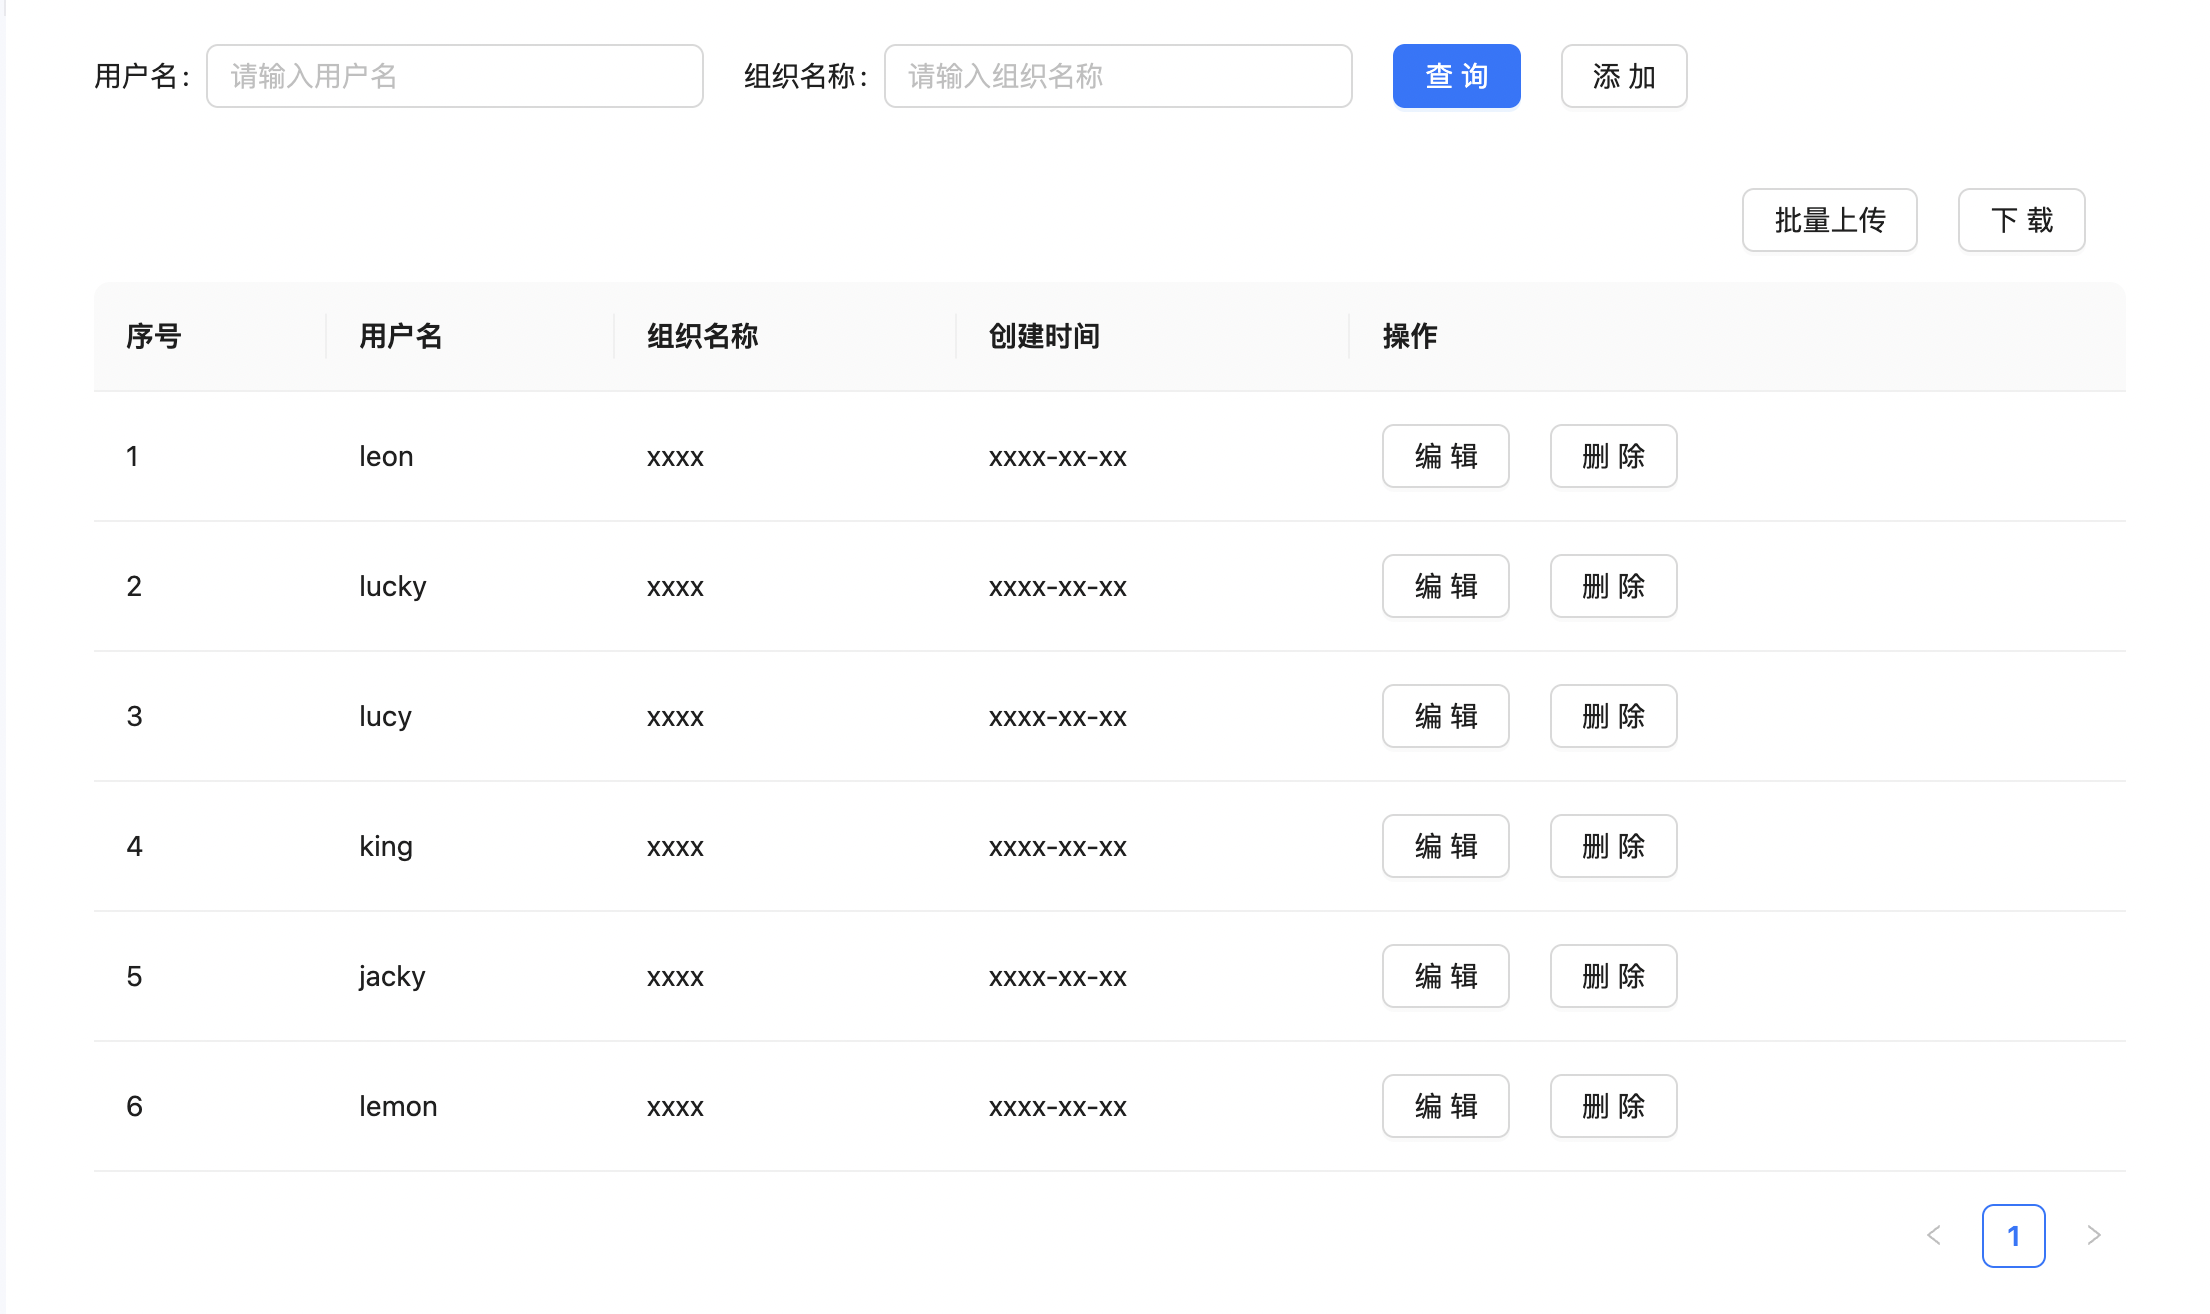 用户名: 请输入用户名 组织名称: 请输入组织名称 查 询 添 加
批量上传 下 载
序号 用户名 组织名称 创建时间 操作
1 leon xxxx xxxx-xx-xx 编 辑 删 除
2 lucky xxxx xxxx-xx-xx 编 辑 删 除
3 lucy xxxx xxxx-xx-xx 编 辑 删 除
4 king xxxx xxxx-xx-xx 编 辑 删 除
5 jacky xxxx xxxx-xx-xx 编 辑 删 除
6 lemon xxxx xxxx-xx-xx 编 辑 删 除
< 1 >